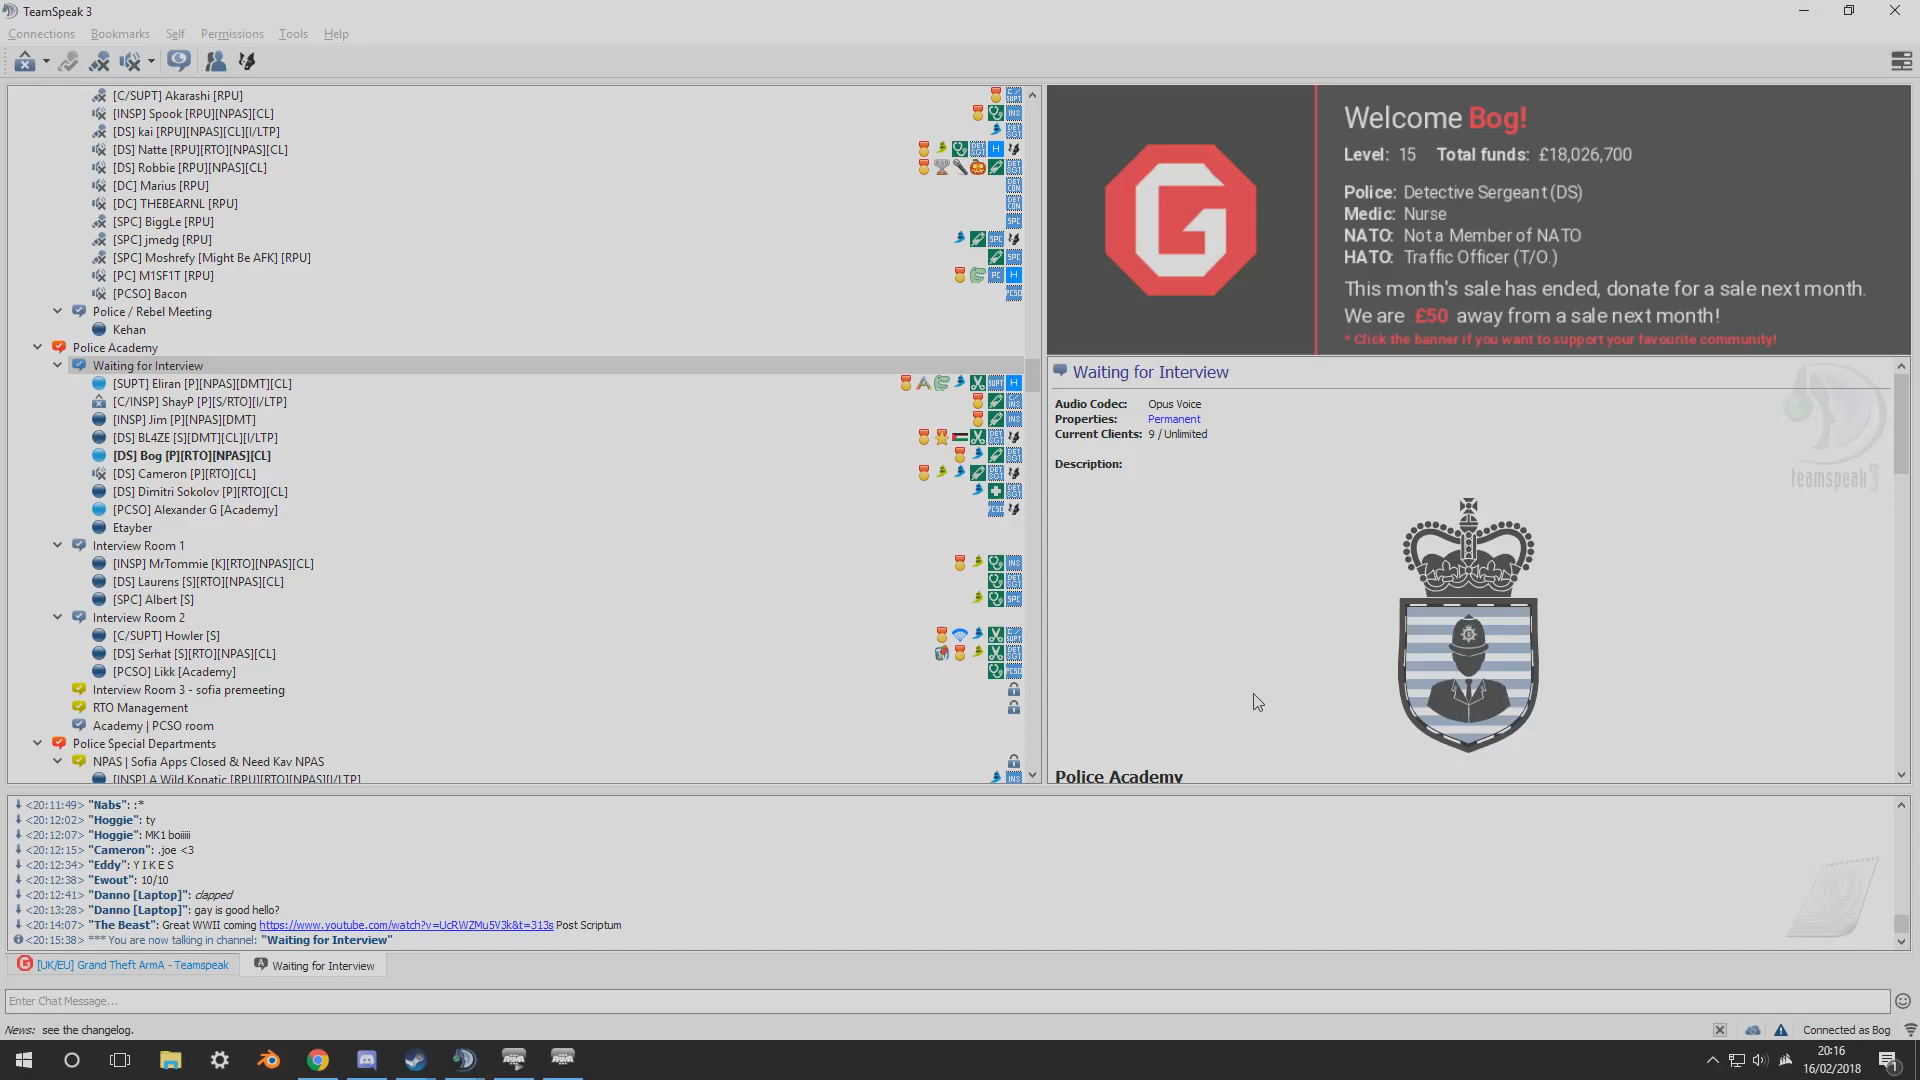 TeamSpeak 3
Connections Bookmarks Self Permissions Tools Help
[C/SUPT] Akarashi [RPU]
[INSP] Spook [RPU][NPAS][CL]
[DS] kai [RPU][NPAS][CL][I/LTP]
[DS] Natte [RPU][RTO][NPAS][CL]
[DS] Robbie [RPU][NPAS][CL]
[DC] Marius [RPU]
[DC] THEBEARNL [RPU]
[SPC] BiggLe [RPU]
[SPC] jmedg [RPU]
[SPC] Moshrefy [Might Be AFK] [RPU]
[PC] M1SF1T [RPU]
[PCSO] Bacon
Police / Rebel Meeting
Kehan
Police Academy
Waiting for Interview
[SUPT] Eliran [P][NPAS][DMT][CL]
[C/INSP] ShayP [P][S/RTO][I/LTP]
[INSP] Jim [P][NPAS][DMT]
[DS] BL4ZE [S][DMT][CL][I/LTP]
[DS] Bog [P][RTO][NPAS][CL]
[DS] Cameron [P][RTO][CL]
[DS] Dimitri Sokolov [P][RTO][CL]
[PCSO] Alexander G [Academy]
Etayber
Interview Room 1
[INSP] MrTommie [K][RTO][NPAS][CL]
[DS] Laurens [S][RTO][NPAS][CL]
[SPC] Albert [S]
Interview Room 2
[C/SUPT] Howler [S]
[DS] Serhat [S][RTO][NPAS][CL]
[PCSO] Likk [Academy]
Interview Room 3 - sofia premeeting
RTO Management
Academy | PCSO room
Police Special Departments
NPAS | Sofia Apps Closed & Need Kav NPAS
[INSP] A Wild Konatic [RPU][RTO][NPAS][I/LTP]
Welcome Bog!
Level: 15 Total funds: £18,026,700
Police: Detective Sergeant (DS)
Medic: Nurse
NATO: Not a Member of NATO
HATO: Traffic Officer (T/O.)
This month's sale has ended, donate for a sale next month.
We are £50 away from a sale next month!
* Click the banner if you want to support your favourite community!
Waiting for Interview
Audio Codec: Opus Voice
Properties: Permanent
Current Clients: 9 / Unlimited
Description:
teamspeak3
Police Academy
<20:11:49> "Nabs": :*
<20:12:02> "Hoggie": ty
<20:12:07> "Hoggie": MK1 boiiiii
<20:12:15> "Cameron": .joe <3
<20:12:34> "Eddy": Y I K E S
<20:12:38> "Ewout": 10/10
<20:12:41> "Danno [Laptop]": clapped
<20:13:28> "Danno [Laptop]": gay is good hello?
<20:14:07> "The Beast": Great WWII coming https://www.youtube.com/watch?v=UcRWZMu5V3k&t=313s Post Scriptum
<20:15:38> *** You are now talking in channel: "Waiting for Interview"
[UK/EU] Grand Theft ArmA - Teamspeak Waiting for Interview
Enter Chat Message...
News: see the changelog.
Connected as Bog
20:16
16/02/2018